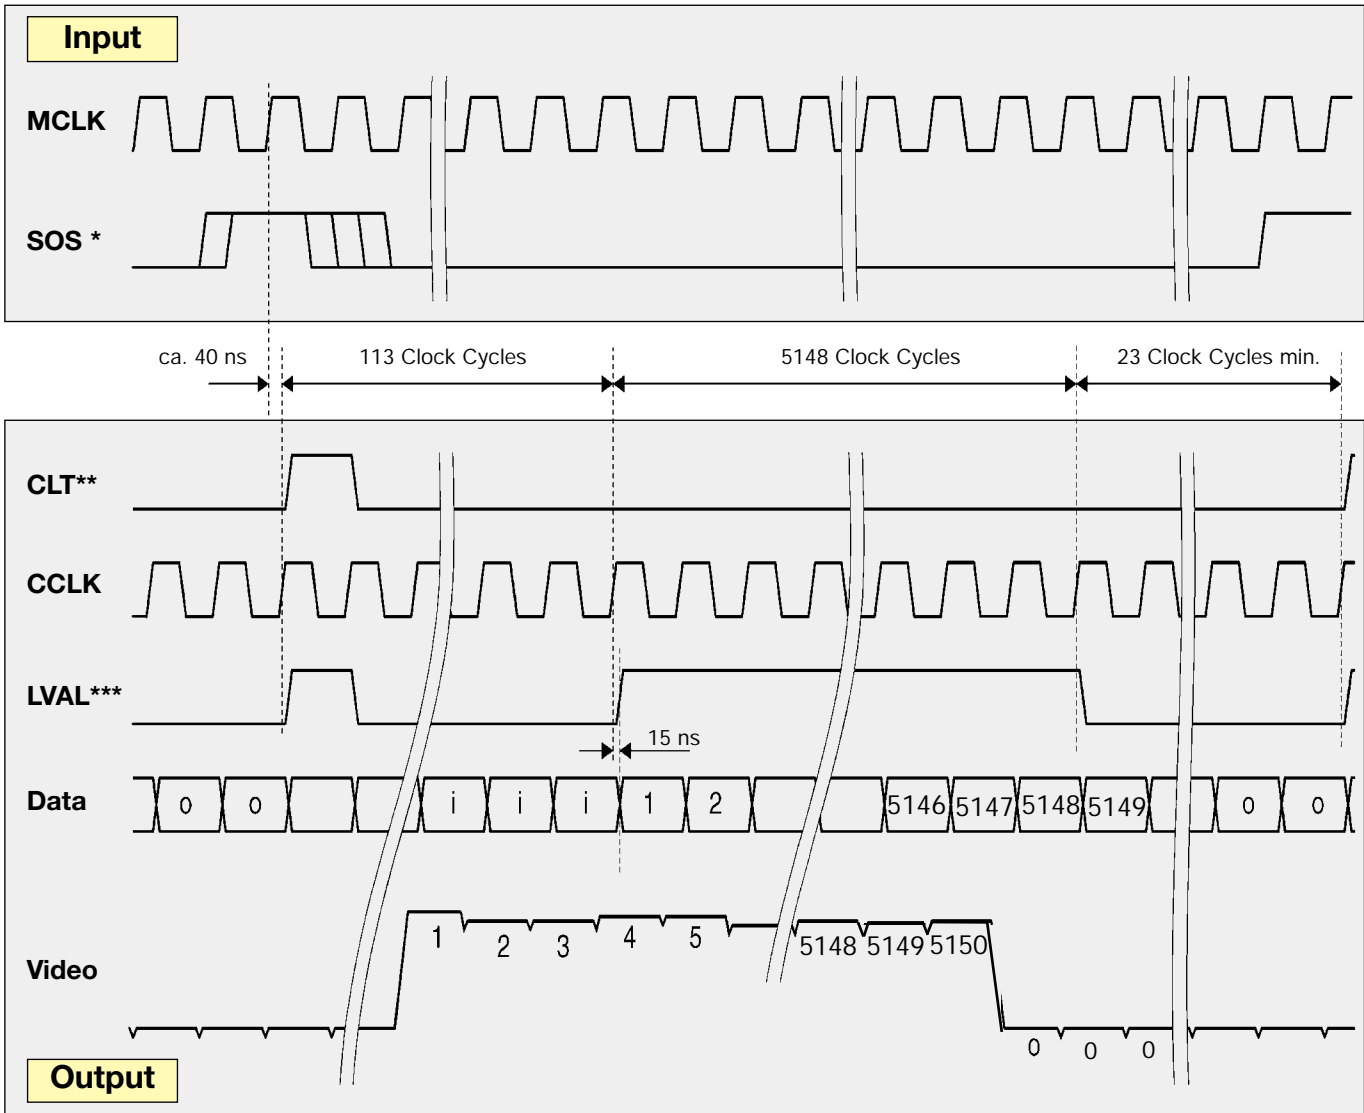 Input
MCLK
SOS *
ca. 40 ns 113 Clock Cycles 5148 Clock Cycles 23 Clock Cycles min.
CLT**
CCLK
LVAL***
15 ns
Data 0 0 i i i 1 2 5146 5147 5148 5149 0 0
1 2 3 4 5 5148 5149 5150
Video
0 0 0
Output